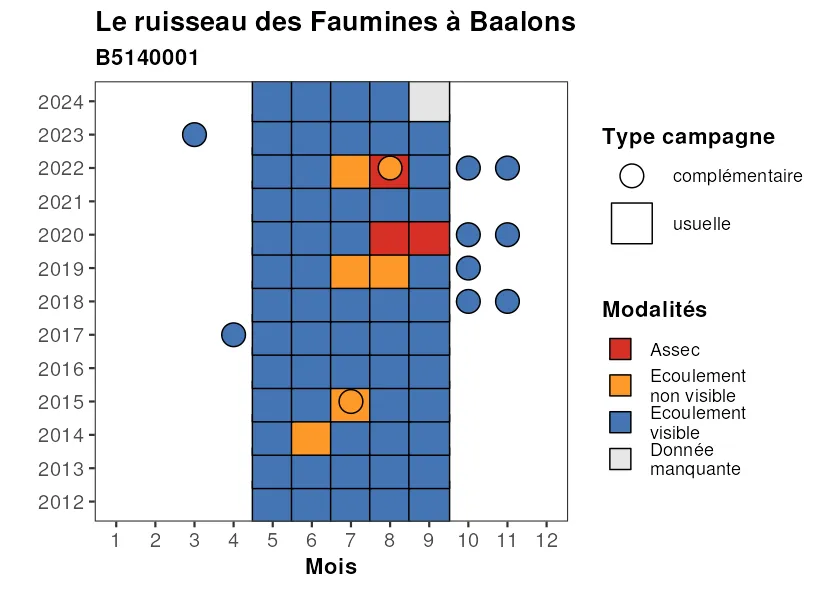 Le ruisseau des Faumines à Baalons
B5140001
2024
2023
2022
2021
2020
2019
2018
2017
2016
2015
2014
2013
2012
1 2 3 4 5 6 7 8 9 10 11 12
Mois
Type campagne
complémentaire
usuelle
Modalités
Assec
Ecoulement
non visible
Ecoulement
visible
Donnée
manquante